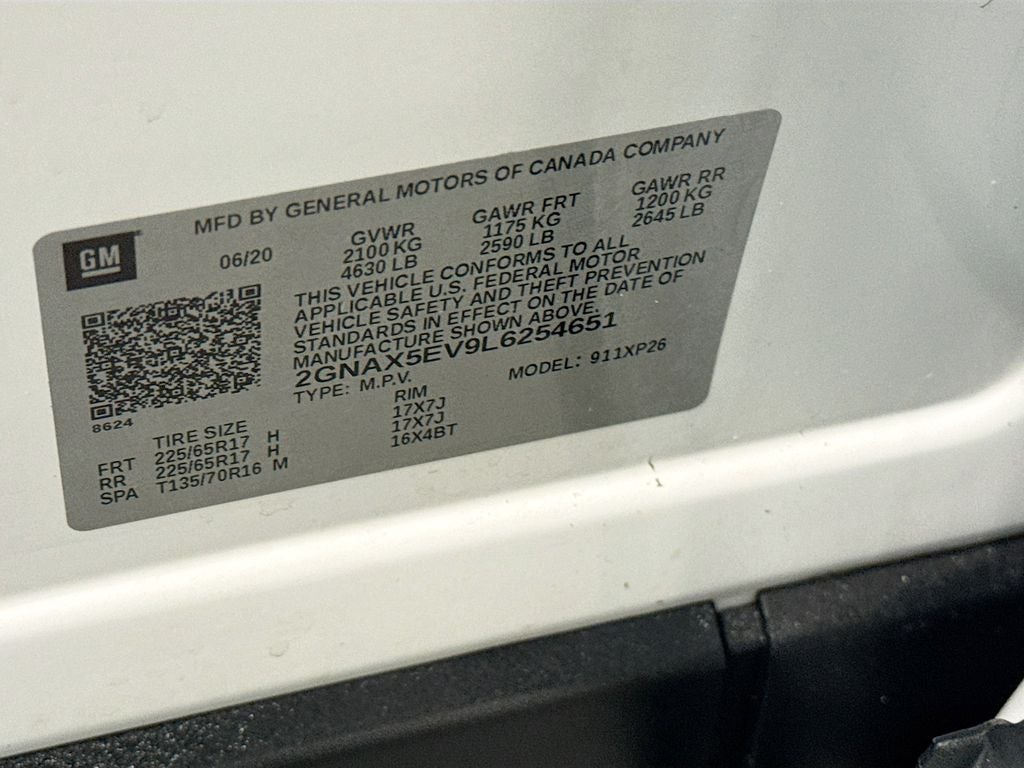 MFD BY GENERAL MOTORS OF CANADA COMPANY
GM
06/20
GVWR
2100 KG
4630 LB
GAWR FRT
1175 KG
2590 LB
GAWR RR
1200 KG
2645 LB
THIS VEHICLE CONFORMS TO ALL
APPLICABLE U.S. FEDERAL MOTOR
VEHICLE SAFETY AND THEFT PREVENTION
STANDARDS IN EFFECT ON THE DATE OF
MANUFACTURE SHOWN ABOVE.
2GNAX5EV9L6254651
TYPE: M.P.V. MODEL: 911XP26
8624
TIRE SIZE RIM
FRT 225/65R17 H 17X7J
RR 225/65R17 H 17X7J
SPA T135/70R16 M 16X4BT